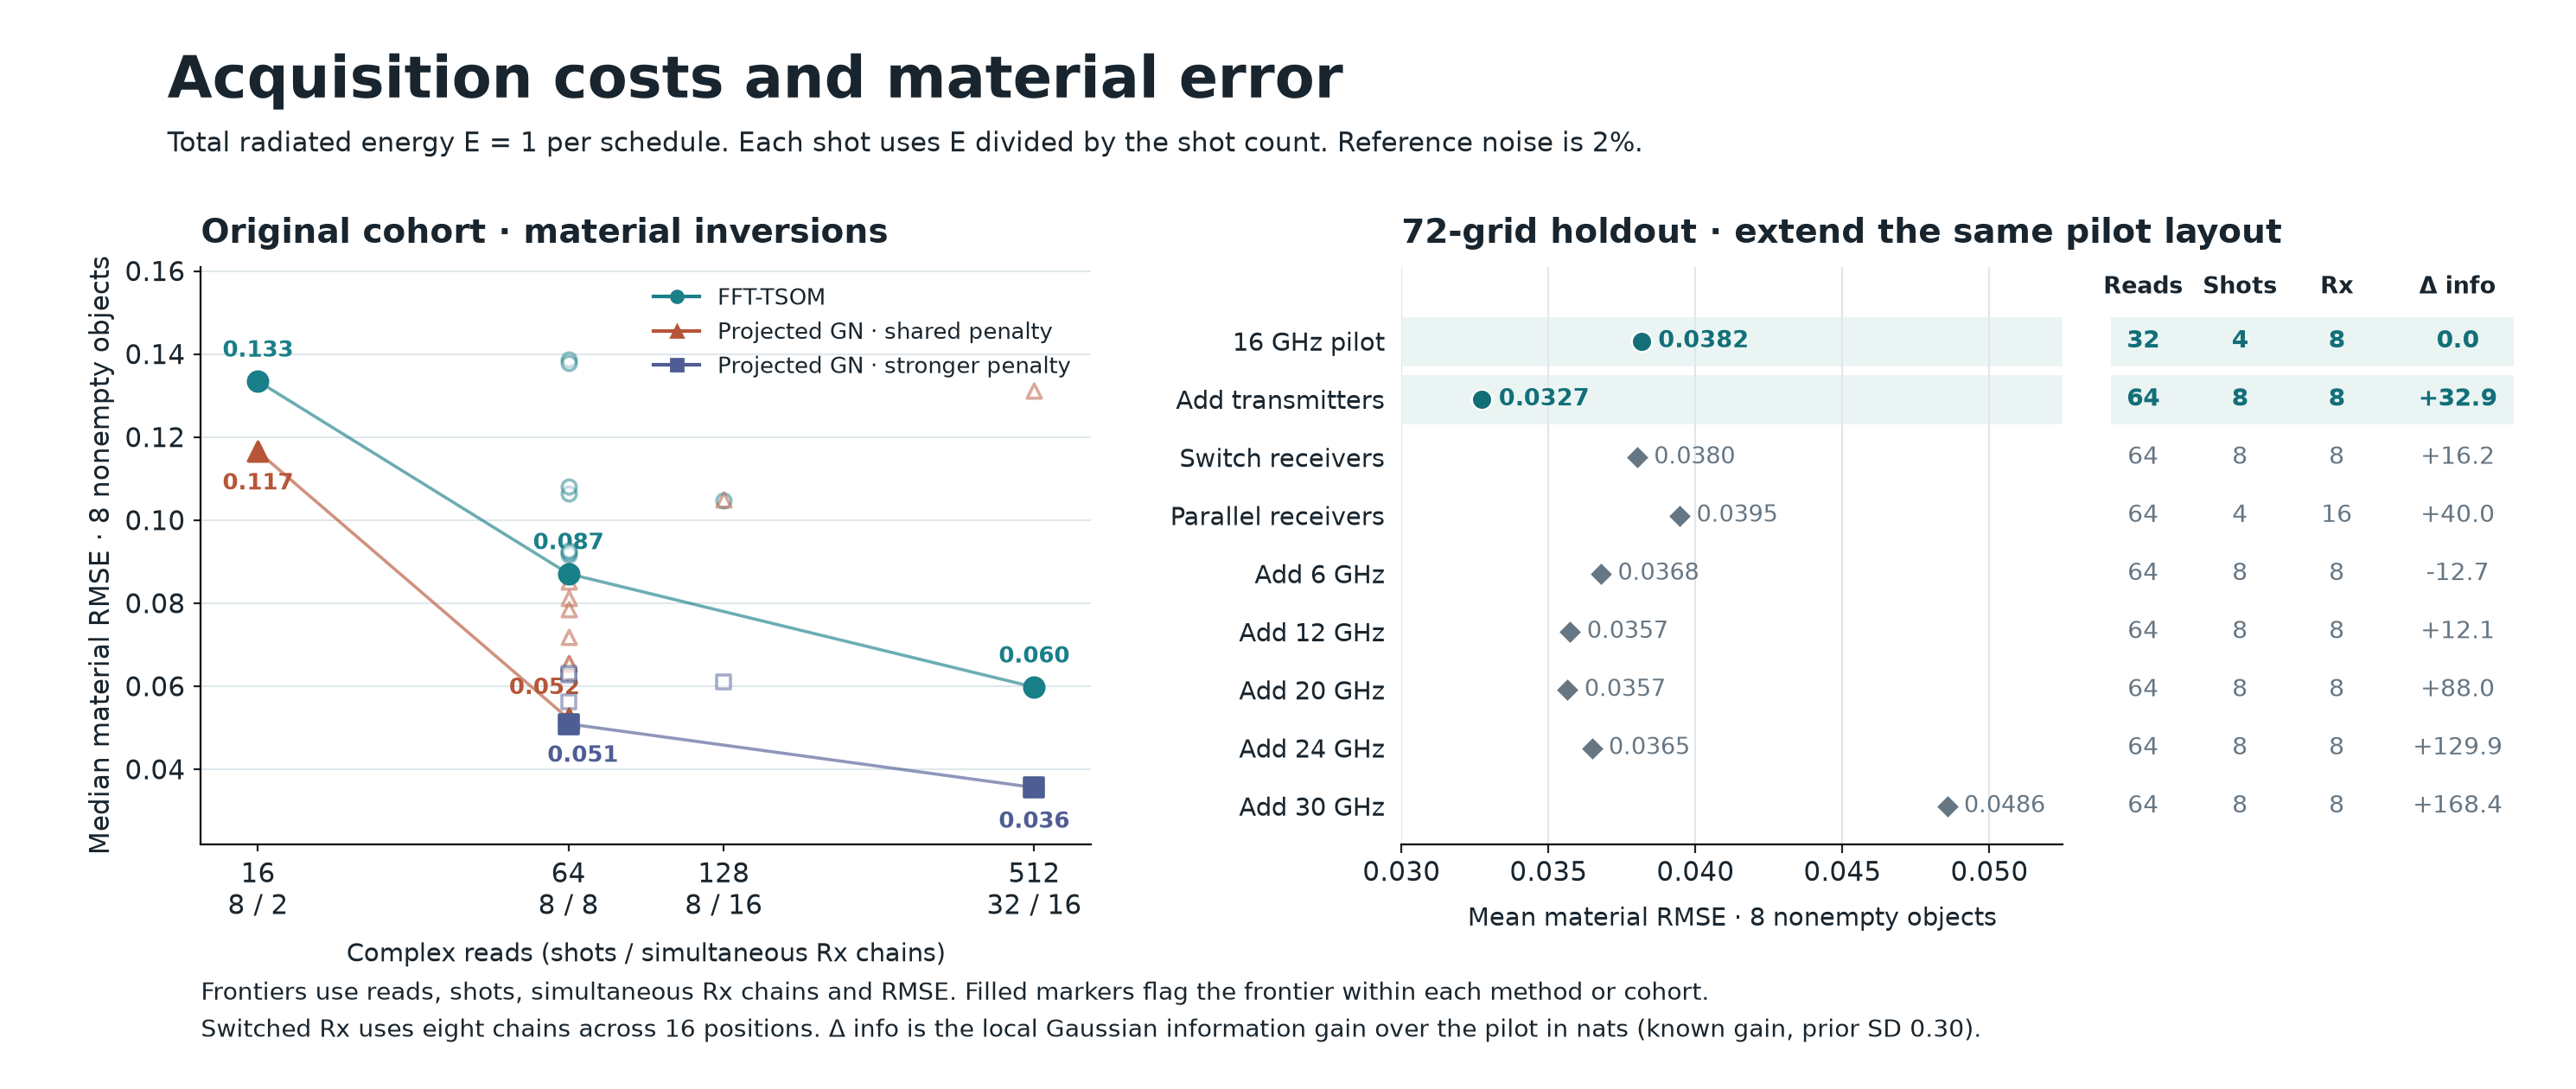 Acquisition costs and material error
Total radiated energy E = 1 per schedule. Each shot uses E divided by the shot count. Reference noise is 2%.
Original cohort · material inversions
Median material RMSE · 8 nonempty objects
0.16
0.14
0.12
0.10
0.08
0.06
0.04
FFT-TSOM
Projected GN · shared penalty
Projected GN · stronger penalty
0.133
0.117
0.087
0.052
0.051
0.060
0.036
16 64 128 512
8 / 2 8 / 8 8 / 16 32 / 16
Complex reads (shots / simultaneous Rx chains)
72-grid holdout · extend the same pilot layout
Reads Shots Rx Δ info
16 GHz pilot 0.0382 32 4 8 0.0
Add transmitters 0.0327 64 8 8 +32.9
Switch receivers 0.0380 64 8 8 +16.2
Parallel receivers 0.0395 64 4 16 +40.0
Add 6 GHz 0.0368 64 8 8 -12.7
Add 12 GHz 0.0357 64 8 8 +12.1
Add 20 GHz 0.0357 64 8 8 +88.0
Add 24 GHz 0.0365 64 8 8 +129.9
Add 30 GHz 0.0486 64 8 8 +168.4
0.030 0.035 0.040 0.045 0.050
Mean material RMSE · 8 nonempty objects
Frontiers use reads, shots, simultaneous Rx chains and RMSE. Filled markers flag the frontier within each method or cohort.
Switched Rx uses eight chains across 16 positions. Δ info is the local Gaussian information gain over the pilot in nats (known gain, prior SD 0.30).